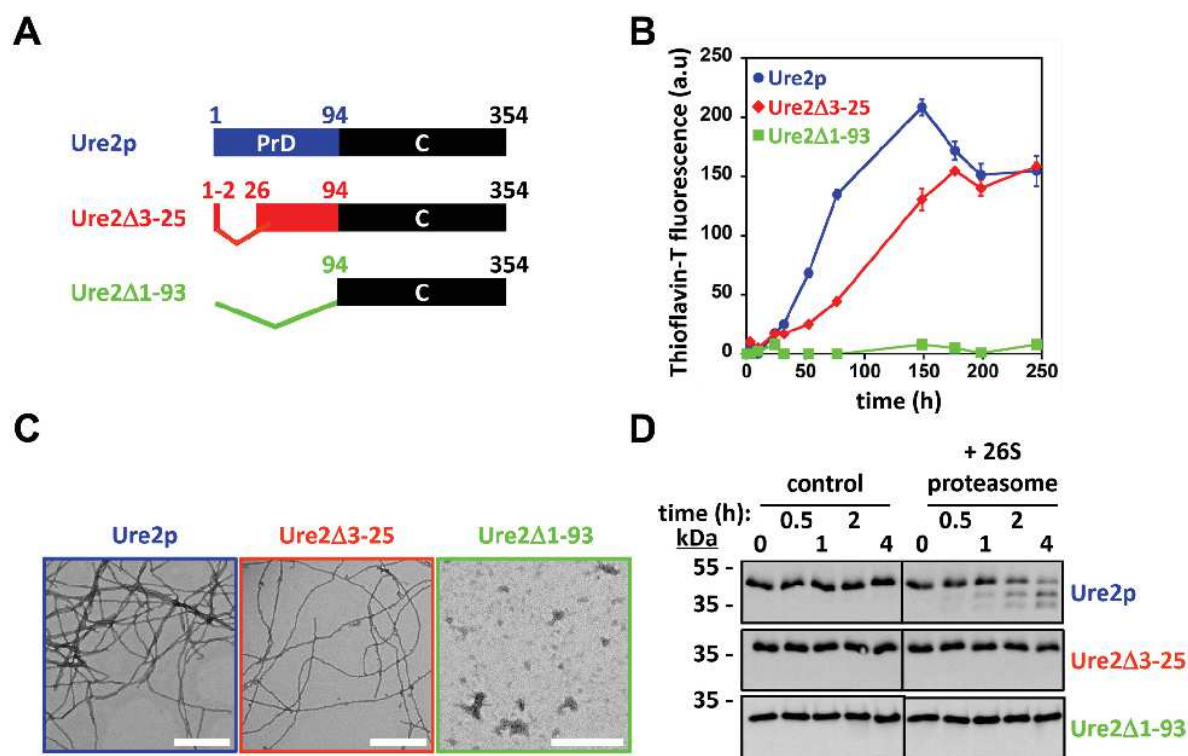 A
1 94 354
Ure2p PrD C
1-2 26 94 354
Ure2Δ3-25 C
94 354
Ure2Δ1-93 C
B
Thioflavin-T fluorescence (a.u)
250
200
150
100
50
0
Ure2p
Ure2Δ3-25
Ure2Δ1-93
0 50 100 150 200 250
time (h)
C
Ure2p Ure2Δ3-25 Ure2Δ1-93
D
+ 26S
control proteasome
time (h): 0.5 2 0.5 2
kDa 0 1 4 0 1 4
55 -
35 -
Ure2p
35 -
Ure2Δ3-25
35 -
Ure2Δ1-93